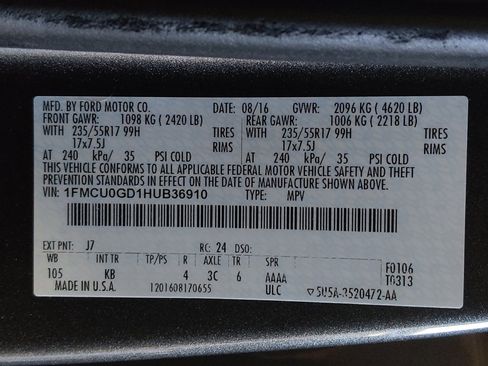 MFD. BY FORD MOTOR CO. DATE: 08/16 GVWR: 2096 KG ( 4620 LB)
FRONT GAWR: 1098 KG ( 2420 LB) REAR GAWR: 1006 KG ( 2218 LB)
WITH 235/55R17 99H TIRES WITH 235/55R17 99H TIRES
17x7.5J RIMS 17x7.5J RIMS
AT 240 kPa/ 35 PSI COLD AT 240 kPa/ 35 PSI COLD
THIS VEHICLE CONFORMS TO ALL APPLICABLE FEDERAL MOTOR VEHICLE SAFETY AND THEFT
PREVENTION STANDARDS IN EFFECT ON THE DATE OF MANUFACTURE SHOWN ABOVE.
VIN: 1FMCU0GD1HUB36910 TYPE: MPV
EXT PNT: J7 RC: 24 DSO:
WB INT TR TP/PS R AXLE TR SPR F0106
105 KB 4 3C 6 AAAA T0313
MADE IN U.S.A. 1201608170655 ULC 5U5A-3520472-AA